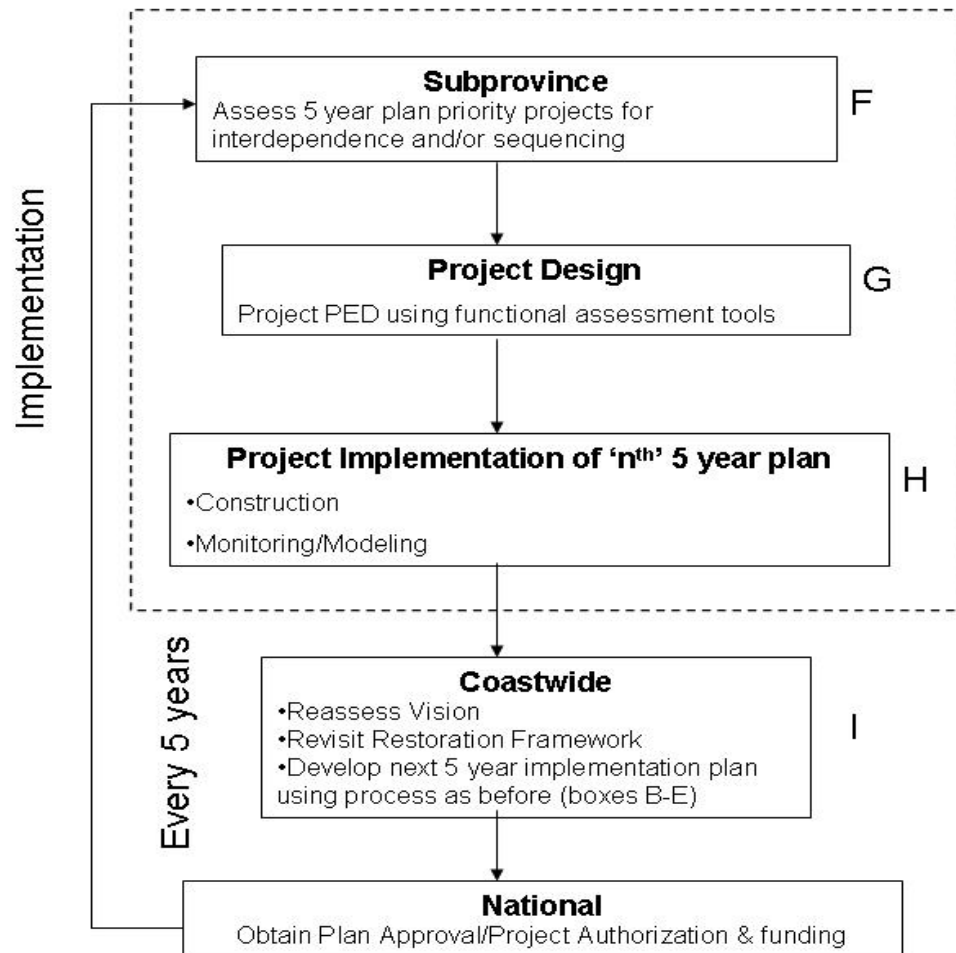 Subprovince
Assess 5 year plan priority projects for
interdependence and/or sequencing
F
Project Design
Project PED using functional assessment tools
G
Implementation
Project Implementation of ‘nth’ 5 year plan
•Construction
•Monitoring/Modeling
H
Every 5 years
Coastwide
•Reassess Vision
•Revisit Restoration Framework
•Develop next 5 year implementation plan
using process as before (boxes B-E)
I
National
Obtain Plan Approval/Project Authorization & funding